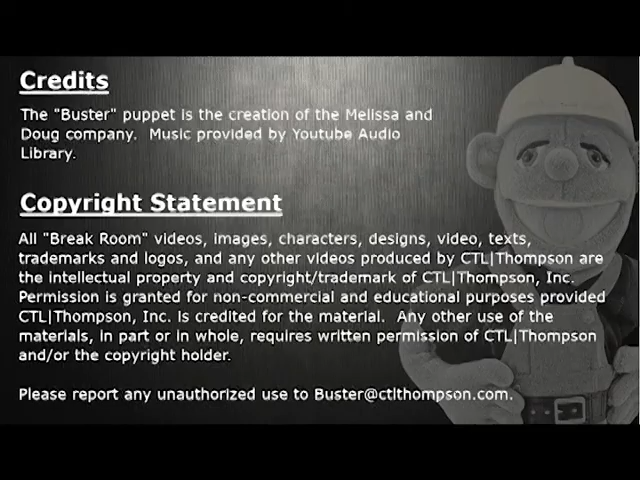 Credits
The "Buster" puppet is the creation of the Melissa and
Doug company.  Music provided by Youtube Audio
Library.
Copyright Statement
All "Break Room" videos, images, characters, designs, video, texts,
trademarks and logos, and any other videos produced by CTL|Thompson are
the intellectual property and copyright/trademark of CTL|Thompson, Inc.
Permission is granted for non-commercial and educational purposes provided
CTL|Thompson, Inc. is credited for the material.  Any other use of the
materials, in part or in whole, requires written permission of CTL|Thompson
and/or the copyright holder.
Please report any unauthorized use to Buster@ctlthompson.com.